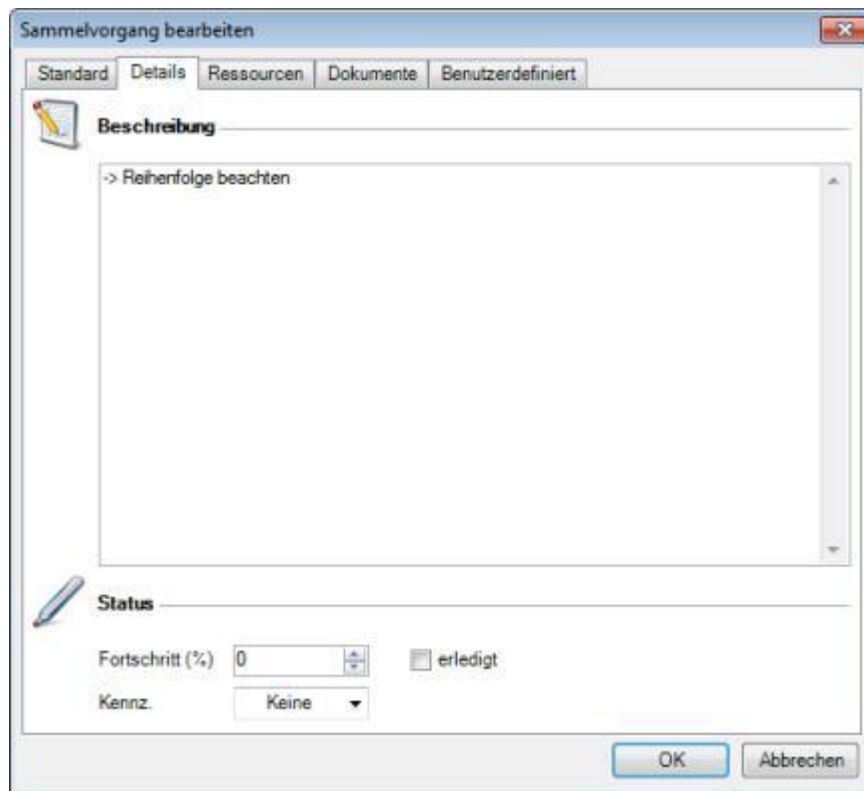 Sammelvorgang bearbeiten
Standard Details Ressourcen Dokumente Benutzerdefiniert
Beschreibung
-> Reihenfolge beachten
Status
Fortschritt (%) 0 erledigt
Kennz. Keine
OK Abbrechen